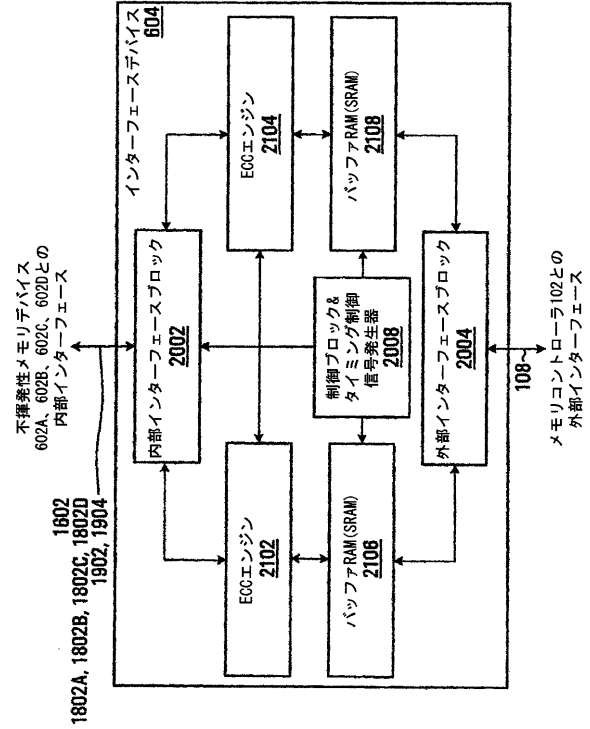 不揮発性メモリデバイス
602A、602B、602C、602Dとの
内部インターフェース
1602
1802A, 1802B, 1802C, 1802D
1902, 1904
インターフェースデバイス
604
内部インターフェースブロック
2002
ECCエンジン
2102
ECCエンジン
2104
制御ブロック&
タイミング制御
信号発生器
2008
バッファRAM(SRAM)
2106
バッファRAM(SRAM)
2108
外部インターフェースブロック
2004
108
メモリコントローラ102との
外部インターフェース